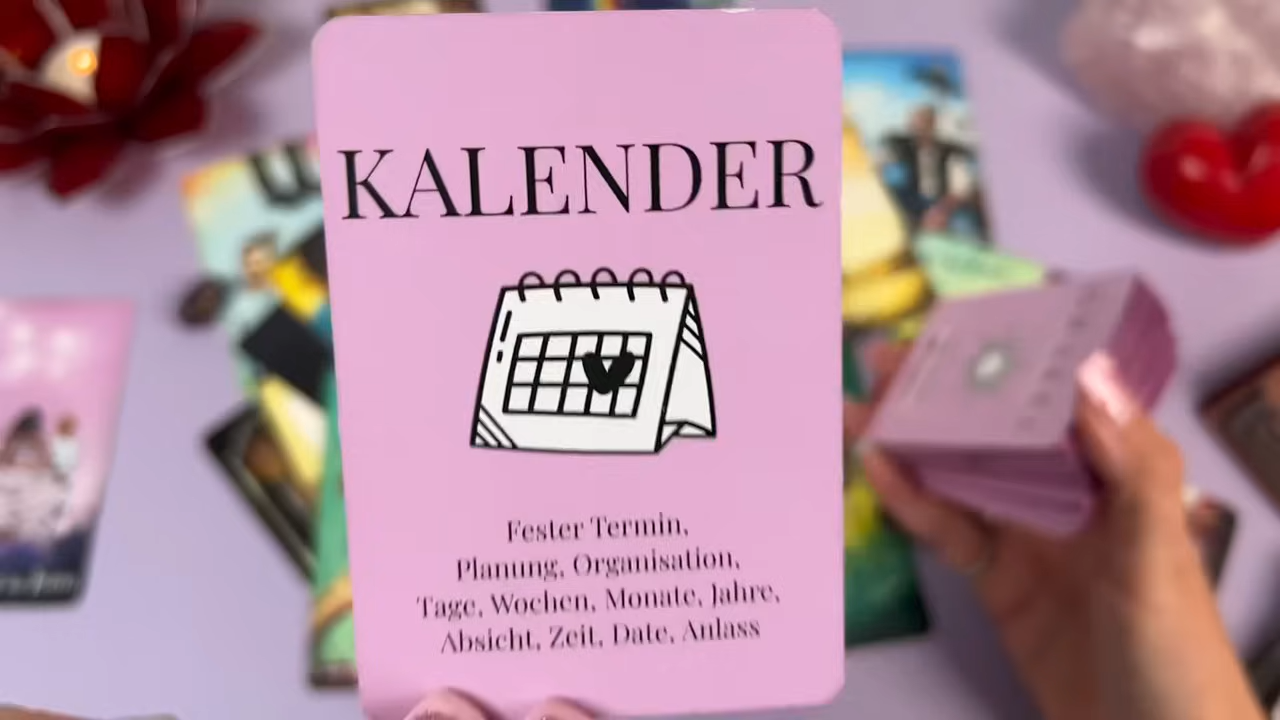 KALENDER
Fester Termin,
Planung, Organisation,
Tage, Wochen, Monate, Jahre,
Absicht, Zeit, Date, Anlass